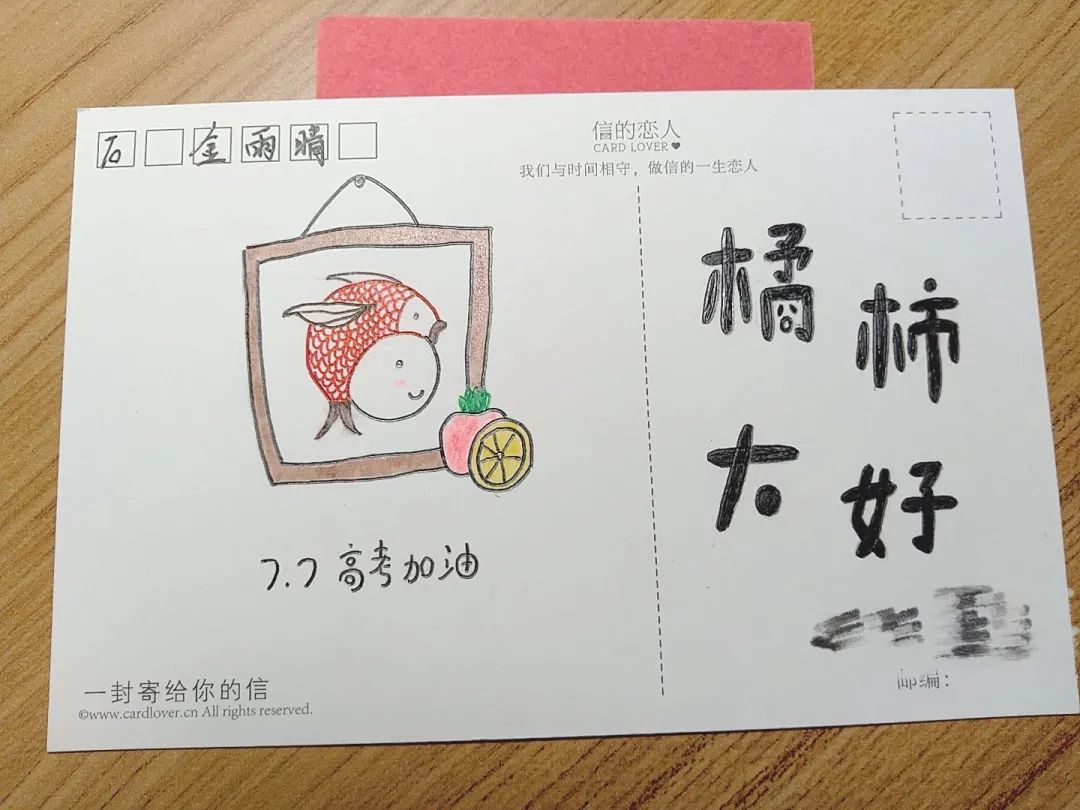 石 金雨晴
信的恋人
CARD LOVER
我们与时间相守，做信的一生恋人
橘柿
大好
7.7 高考加油
一封寄给你的信
©www.cardlover.cn All rights reserved.
邮编：